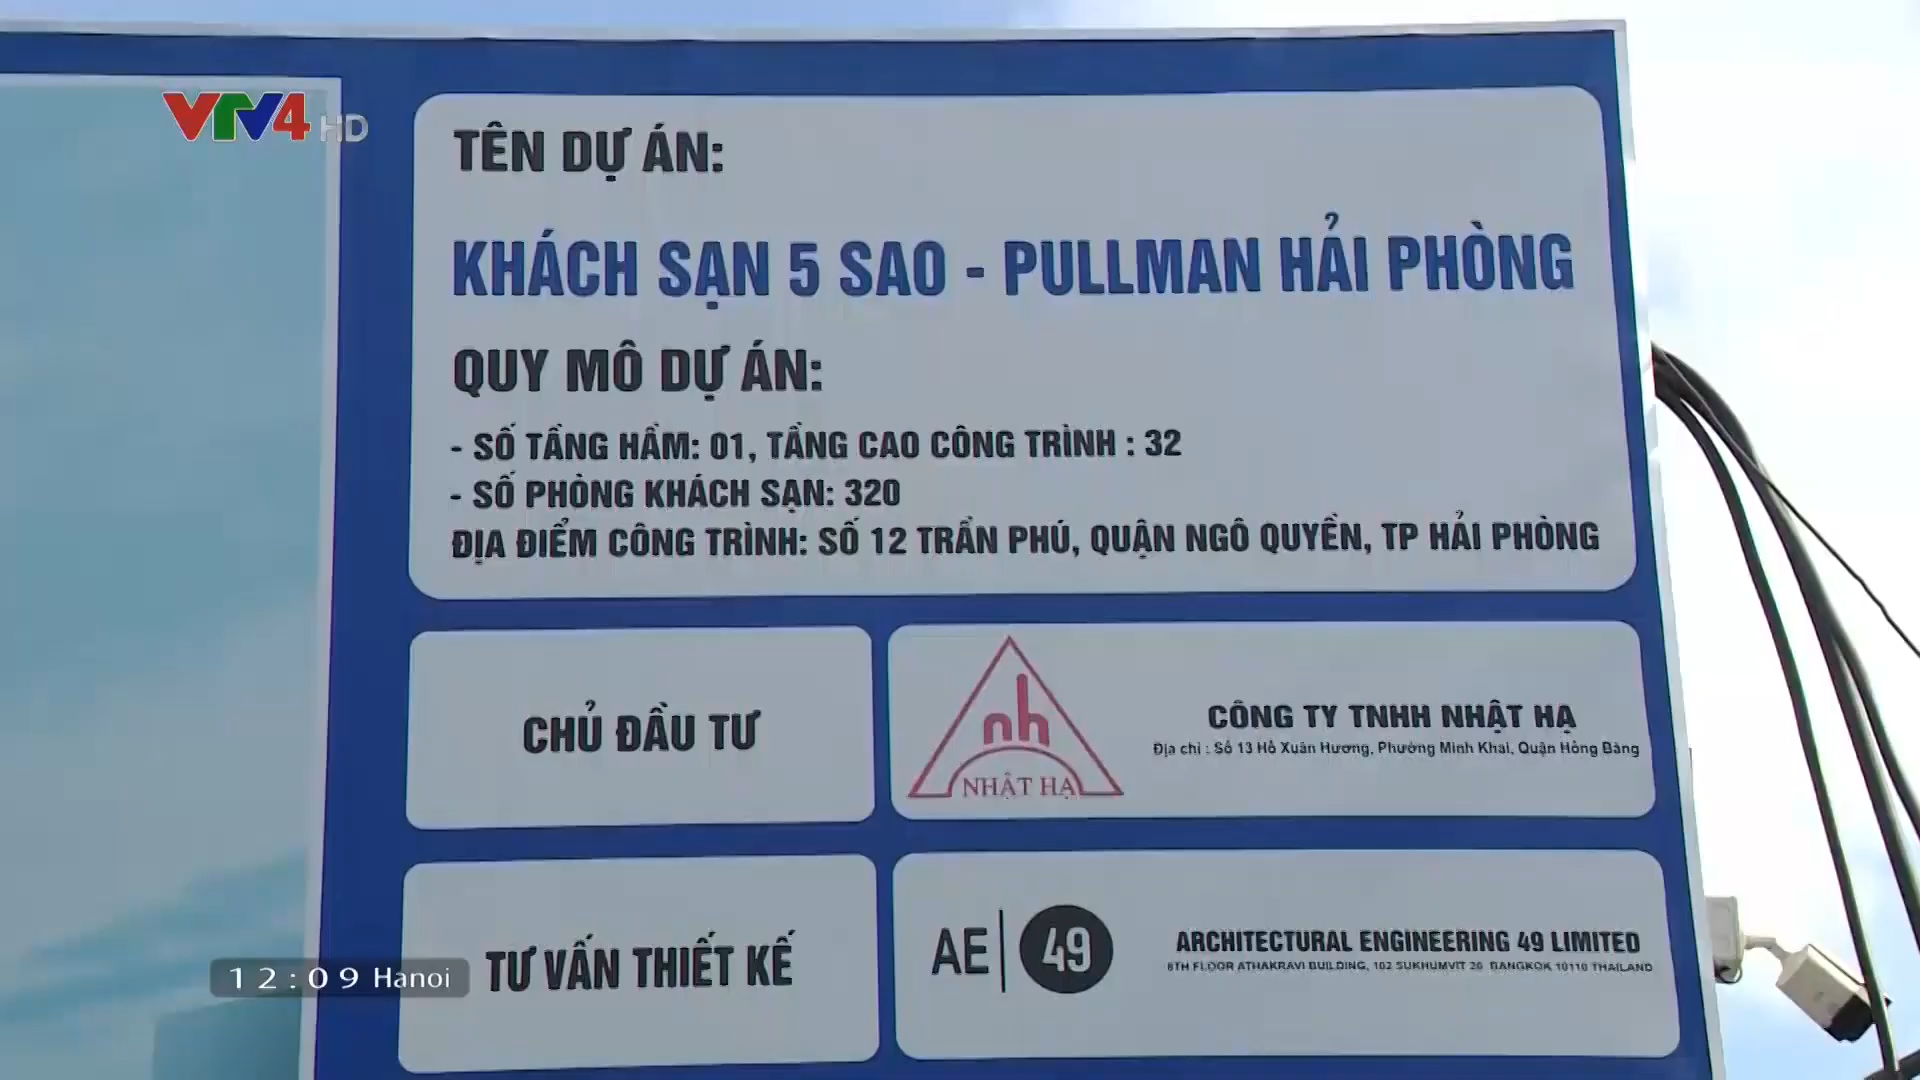 VTV4 HD
TÊN DỰ ÁN:
KHÁCH SẠN 5 SAO - PULLMAN HẢI PHÒNG
QUY MÔ DỰ ÁN:
- SỐ TẦNG HẦM: 01, TẦNG CAO CÔNG TRÌNH : 32
- SỐ PHÒNG KHÁCH SẠN: 320
ĐỊA ĐIỂM CÔNG TRÌNH: SỐ 12 TRẦN PHÚ, QUẬN NGÔ QUYỀN, TP HẢI PHÒNG
CHỦ ĐẦU TƯ
nh
NHẬT HẠ
CÔNG TY TNHH NHẬT HẠ
Địa chỉ : Số 13 Hồ Xuân Hương, Phường Minh Khai, Quận Hồng Bàng
TƯ VẤN THIẾT KẾ
AE 49
ARCHITECTURAL ENGINEERING 49 LIMITED
FLOOR ATHAKRAVI BUILDING, 102 SUKHUMVIT 26 BANGKOK 10110 THAILAND
12:09 Hanoi